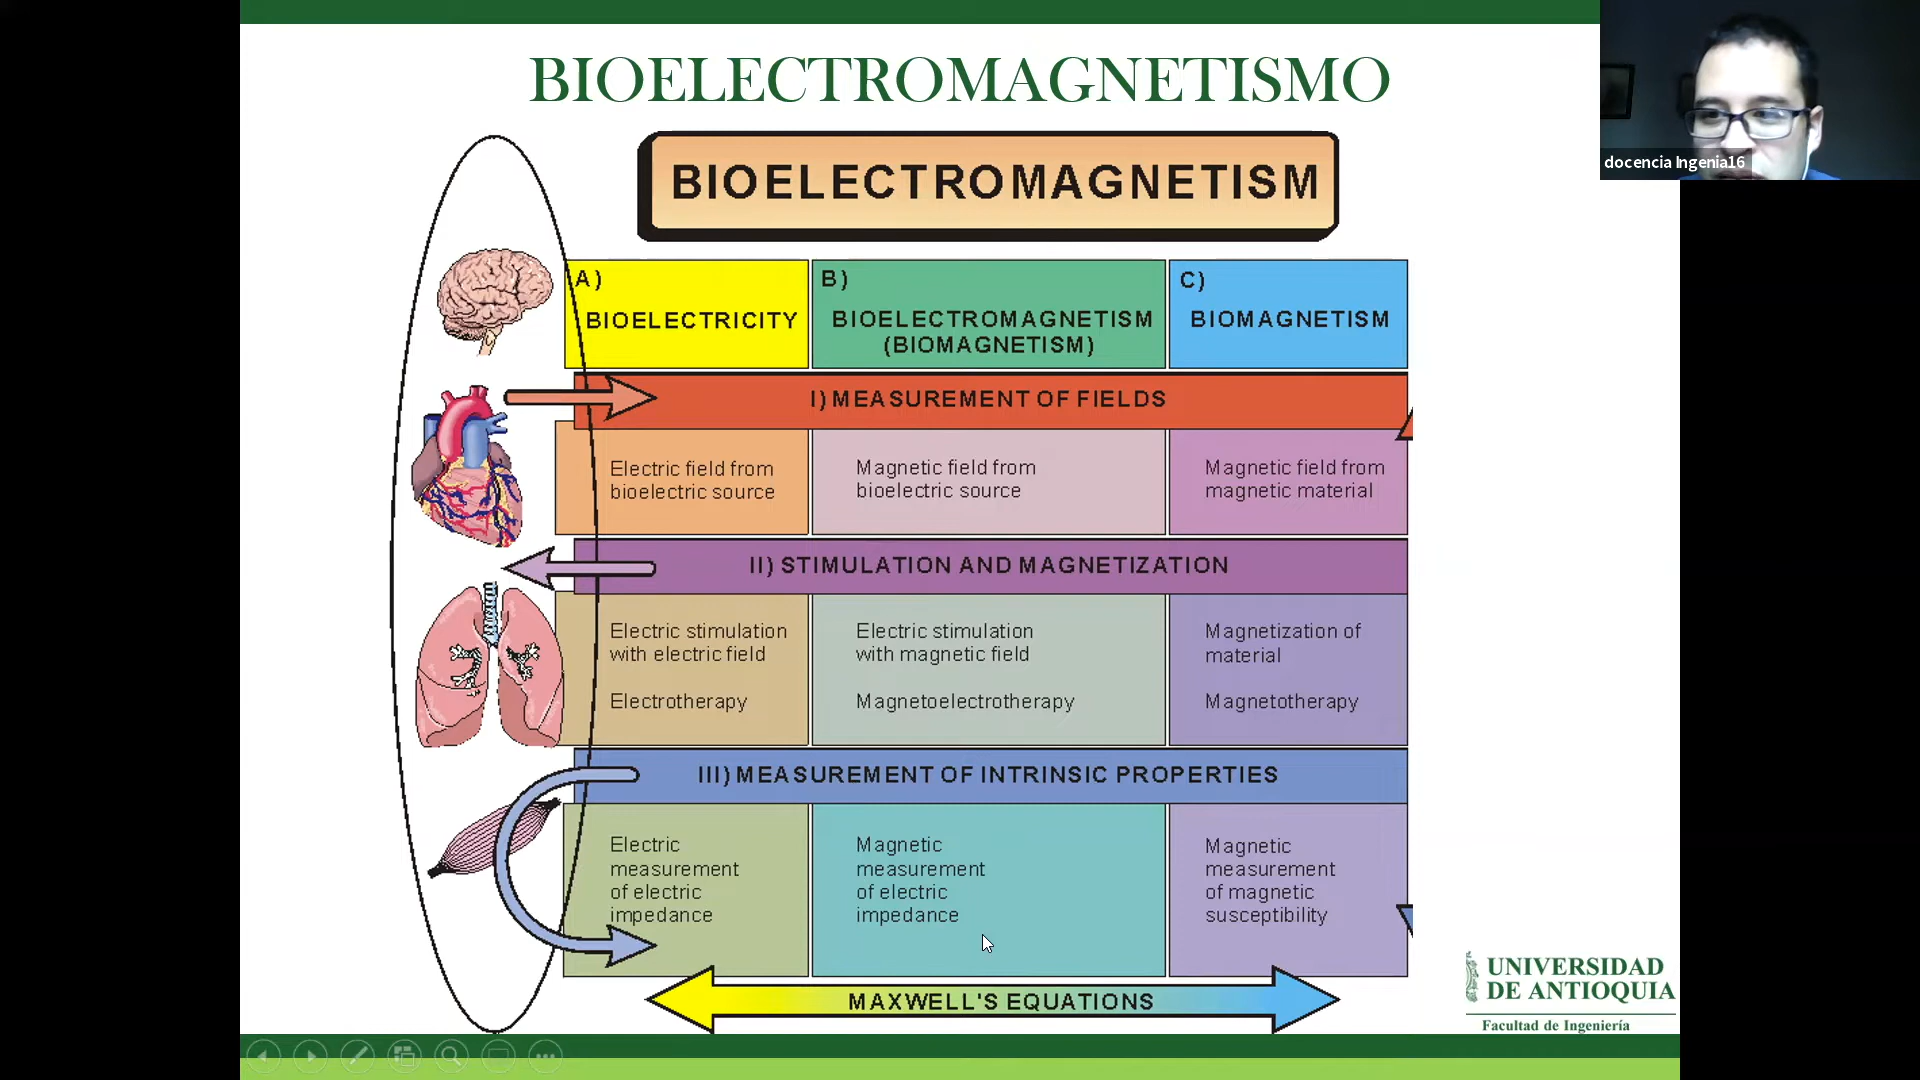 BIOELECTROMAGNETISMO
docencia Ingenia16
BIOELECTROMAGNETISM
A)
BIOELECTRICITY
B)
BIOELECTROMAGNETISM
(BIOMAGNETISM)
C)
BIOMAGNETISM
I) MEASUREMENT OF FIELDS
Electric field from
bioelectric source
Magnetic field from
bioelectric source
Magnetic field from
magnetic material
II) STIMULATION AND MAGNETIZATION
Electric stimulation
with electric field
Electrotherapy
Electric stimulation
with magnetic field
Magnetoelectrotherapy
Magnetization of
material
Magnetotherapy
III) MEASUREMENT OF INTRINSIC PROPERTIES
Electric
measurement
of electric
impedance
Magnetic
measurement
of electric
impedance
Magnetic
measurement
of magnetic
susceptibility
MAXWELL'S EQUATIONS
UNIVERSIDAD
DE ANTIOQUIA
Facultad de Ingeniería